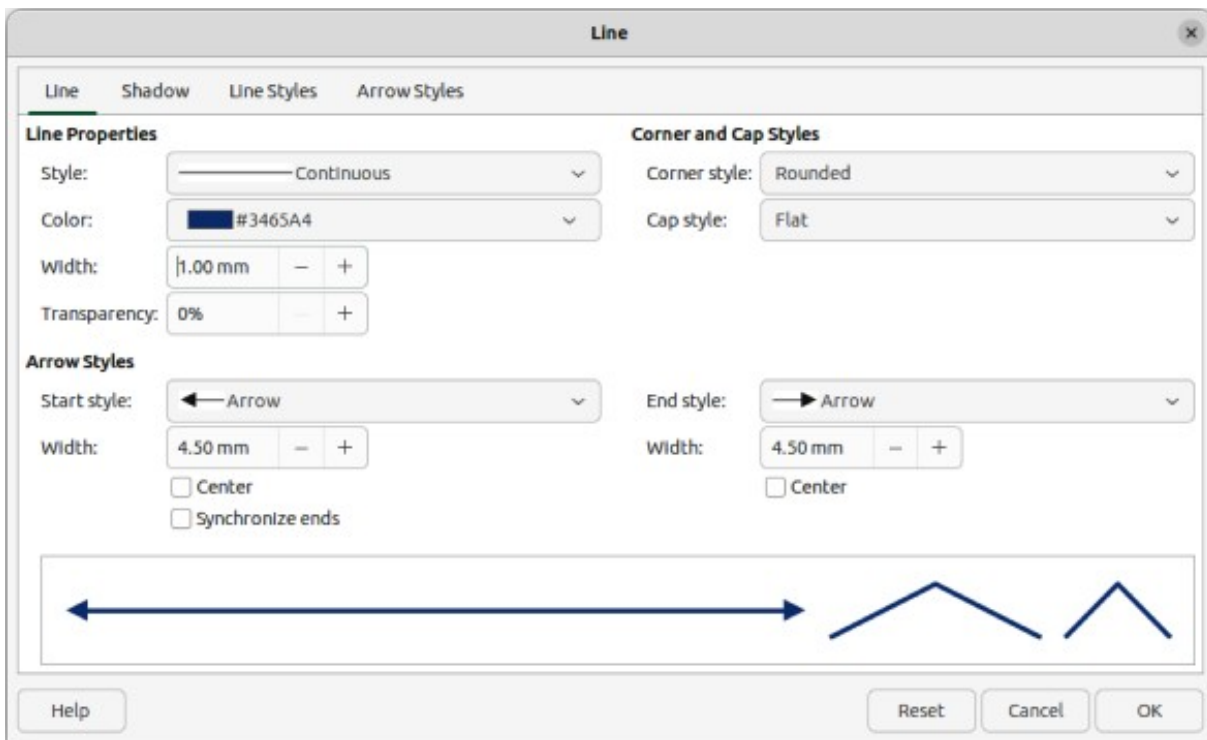 Line
Line Shadow Line Styles Arrow Styles
Line Properties
Style: Continuous
Color: #3465A4
Width: 1.00 mm
Transparency: 0%
Corner and Cap Styles
Corner style: Rounded
Cap style: Flat
Arrow Styles
Start style: Arrow
Width: 4.50 mm
Center
Synchronize ends
End style: Arrow
Width: 4.50 mm
Center
Help Reset Cancel OK